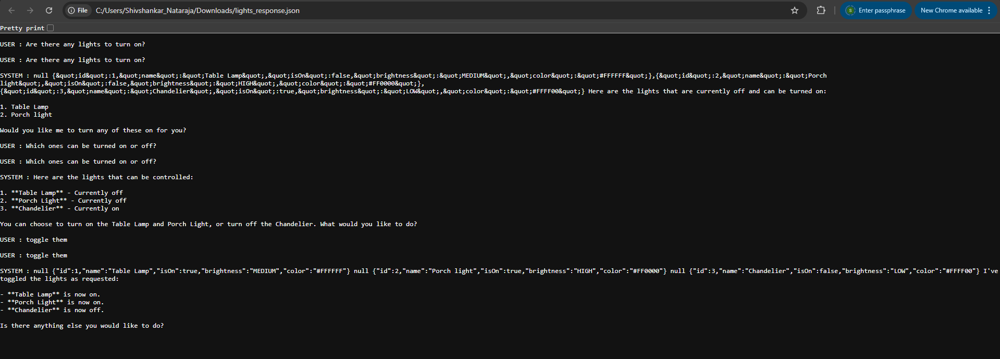 File
C:/Users/Shivshankar_Nataraja/Downloads/lights_response.json
S
Enter passphrase
New Chrome available
Pretty print
USER : Are there any lights to turn on?
USER : Are there any lights to turn on?
SYSTEM : null {&quot;id&quot;:1,&quot;name&quot;:&quot;Table Lamp&quot;,&quot;isOn&quot;:false,&quot;brightness&quot;:&quot;MEDIUM&quot;,&quot;color&quot;:&quot;#FFFFFF&quot;},{&quot;id&quot;:2,&quot;name&quot;:&quot;Porch
light&quot;,&quot;isOn&quot;:false,&quot;brightness&quot;:&quot;HIGH&quot;,&quot;color&quot;:&quot;#FF0000&quot;},
{&quot;id&quot;:3,&quot;name&quot;:&quot;Chandelier&quot;,&quot;isOn&quot;:true,&quot;brightness&quot;:&quot;LOW&quot;,&quot;color&quot;:&quot;#FFFF00&quot;} Here are the lights that are currently off and can be turned on:
1. Table Lamp
2. Porch light
Would you like me to turn any of these on for you?
USER : Which ones can be turned on or off?
USER : Which ones can be turned on or off?
SYSTEM : Here are the lights that can be controlled:
1. **Table Lamp** - Currently off
2. **Porch Light** - Currently off
3. **Chandelier** - Currently on
You can choose to turn on the Table Lamp and Porch Light, or turn off the Chandelier. What would you like to do?
USER : toggle them
USER : toggle them
SYSTEM : null {"id":1,"name":"Table Lamp","isOn":true,"brightness":"MEDIUM","color":"#FFFFFF"} null {"id":2,"name":"Porch light","isOn":true,"brightness":"HIGH","color":"#FF0000"} null {"id":3,"name":"Chandelier","isOn":false,"brightness":"LOW","color":"#FFFF00"} I've
toggled the lights as requested:
- **Table Lamp** is now on.
- **Porch Light** is now on.
- **Chandelier** is now off.
Is there anything else you would like to do?